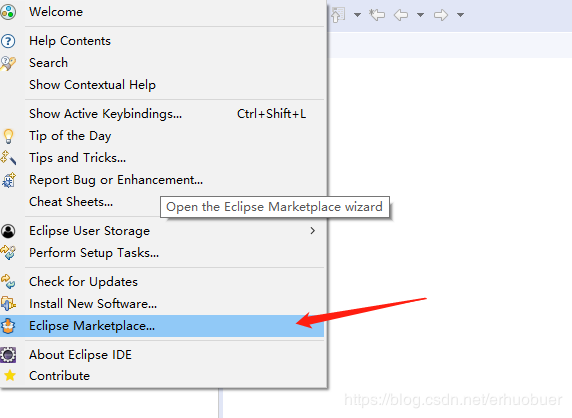 Welcome
Help Contents
Search
Show Contextual Help
Show Active Keybindings... Ctrl+Shift+L
Tip of the Day
Tips and Tricks...
Report Bug or Enhancement...
Cheat Sheets...
Open the Eclipse Marketplace wizard
Eclipse User Storage
Perform Setup Tasks...
Check for Updates
Install New Software...
Eclipse Marketplace...
About Eclipse IDE
Contribute
https://blog.csdn.net/erhuobuer